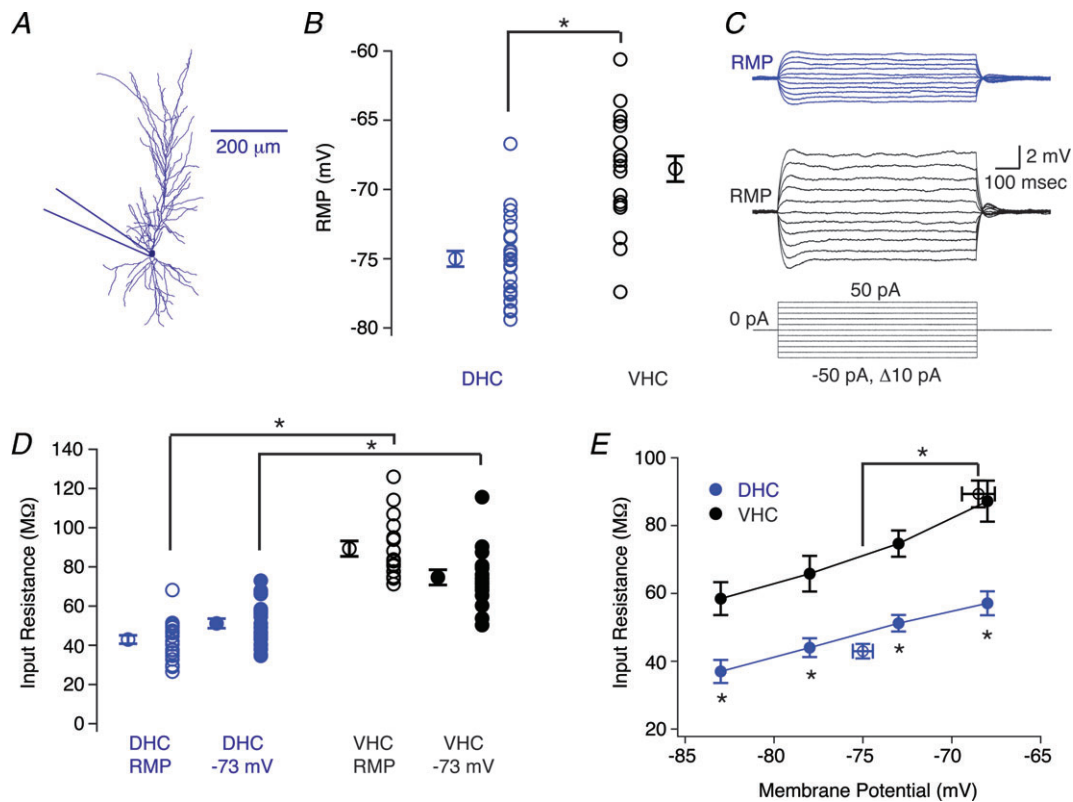 A
200 μm
B
*
-60
-65
-70
-75
-80
RMP (mV)
DHC
VHC
C
RMP
RMP
2 mV
100 msec
50 pA
0 pA
-50 pA, Δ10 pA
D
*
*
140
120
100
80
60
40
20
0
Input Resistance (MΩ)
DHC
RMP
DHC
-73 mV
VHC
RMP
VHC
-73 mV
E
*
100
80
60
40
20
Input Resistance (MΩ)
DHC
VHC
*
*
*
*
-85
-80
-75
-70
-65
Membrane Potential (mV)